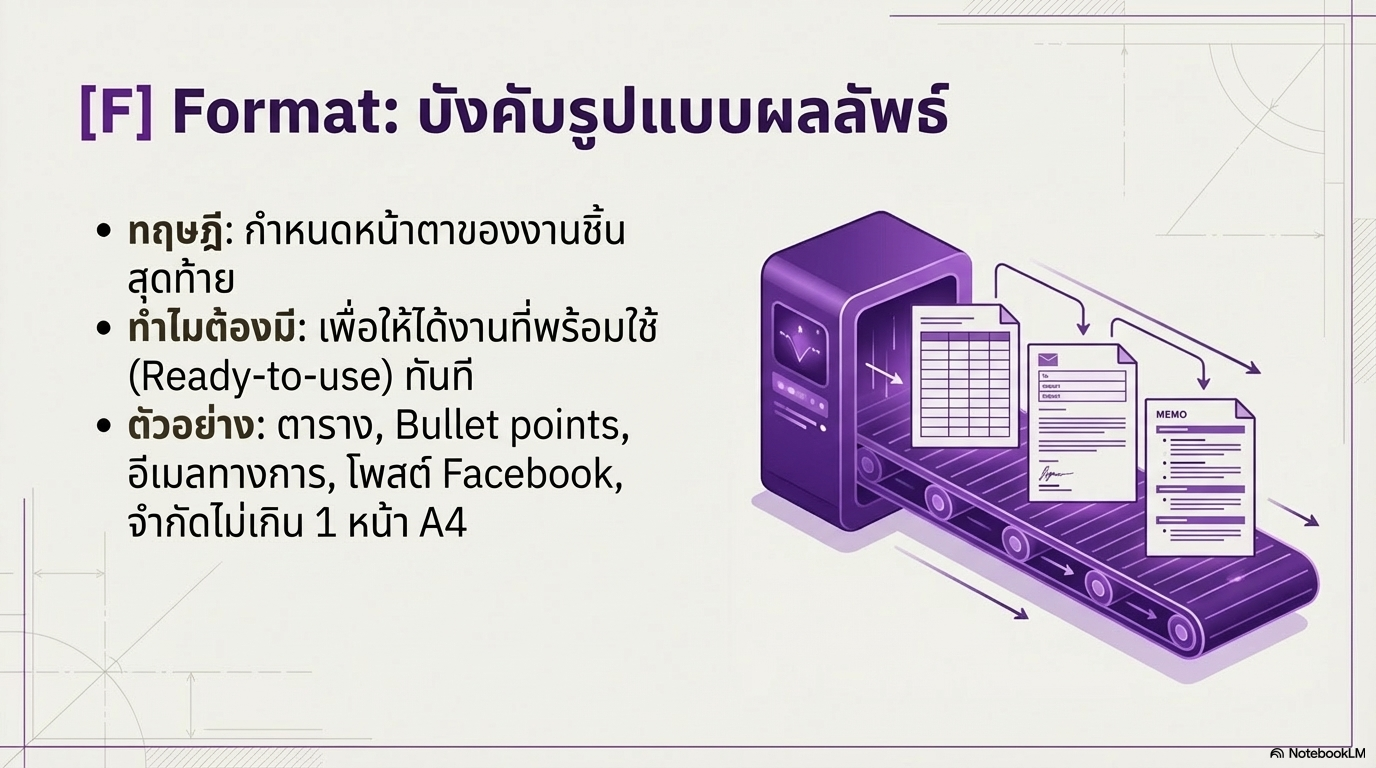 [F] Format: บังคับรูปแบบผลลัพธ์
• ทฤษฎี: กำหนดหน้าตาของงานชิ้น
สุดท้าย
• ทำไมต้องมี: เพื่อให้ได้งานที่พร้อมใช้
(Ready-to-use) ทันที
• ตัวอย่าง: ตาราง, Bullet points,
อีเมลทางการ, โพสต์ Facebook,
จำกัดไม่เกิน 1 หน้า A4
MEMO
NotebookLM